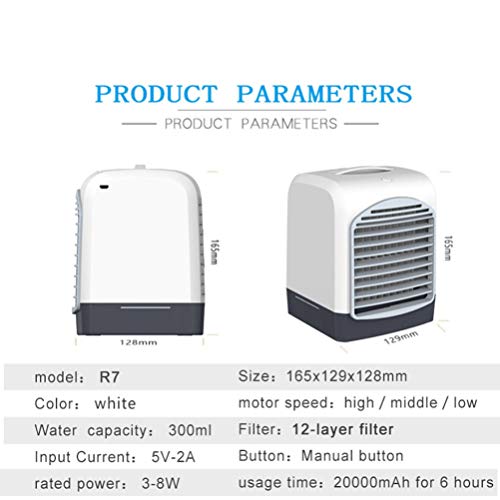 PRODUCT PARAMETERS
PRODUCT PARAMETERS
165mm
165mm
128mm
129mm
model: R7 Size: 165x129x128mm
Color: white motor speed: high / middle / low
Water capacity: 300ml Filter: 12-layer filter
Input Current: 5V-2A Button: Manual button
rated power: 3-8W usage time: 20000mAh for 6 hours